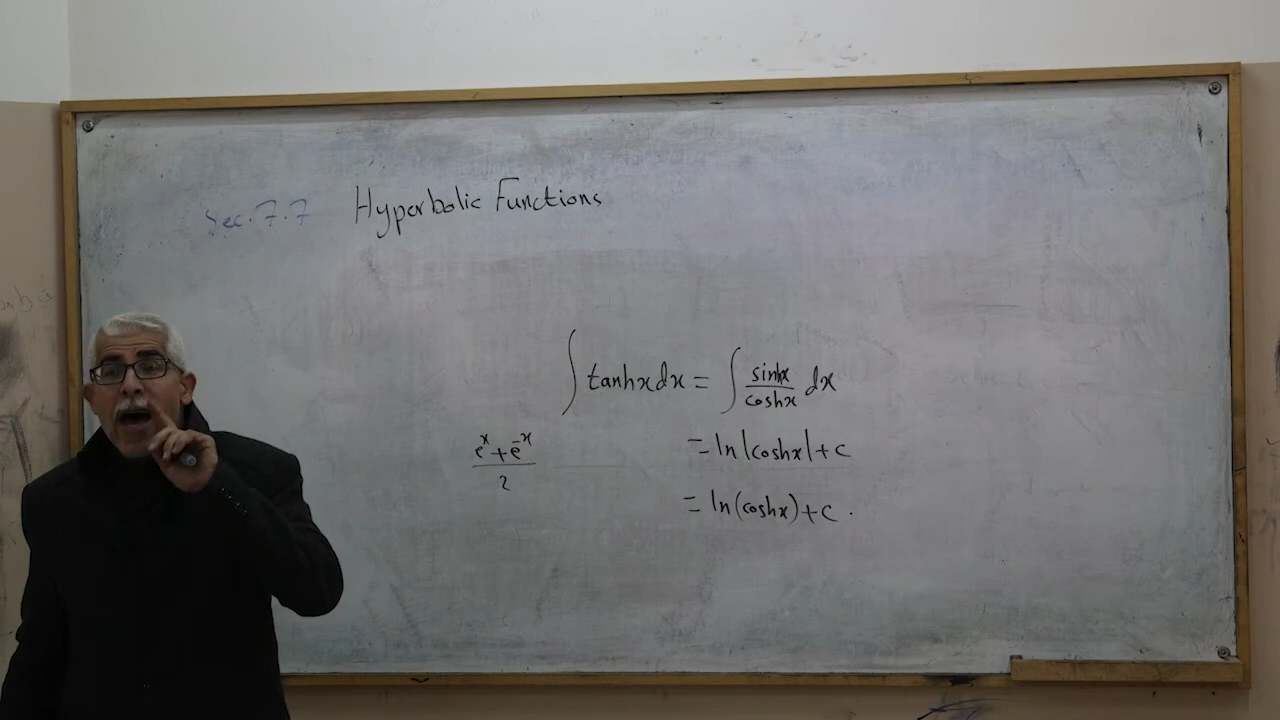 Sec. 7.7 Hyperbolic Functions
∫ tanhx dx = ∫ sinhx/coshx dx
= ln|coshx| + c
(e^x + e^-x)/2
= ln(coshx) + c .